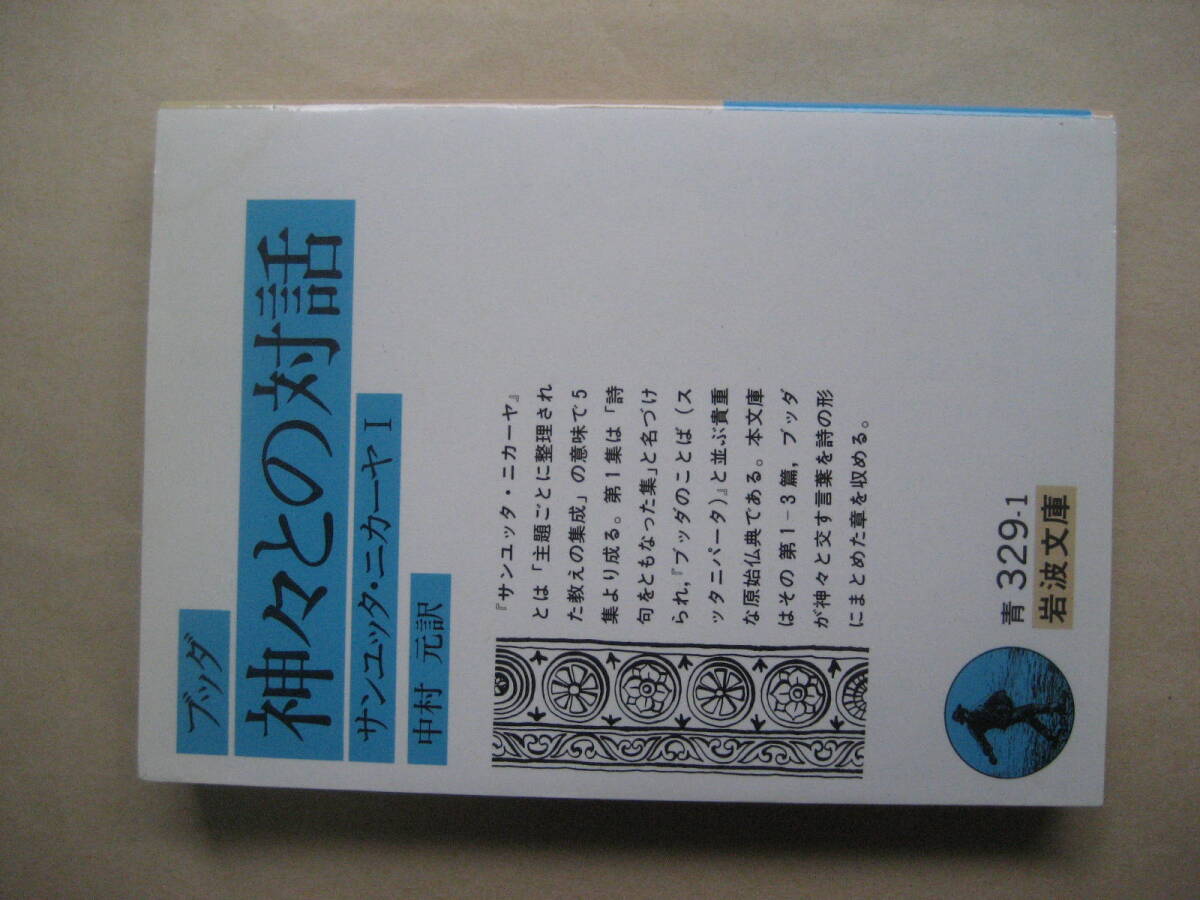 ブッダ
神々との対話
サンユッタ・ニカーヤ I
中村 元訳
『サンユッタ・ニカーヤ』
とは「主題ごとに整理され
た教えの集成」の意味で5
集より成る。第1集は「詩
句をともなった集」と名づけ
られ,『ブッダのことば（ス
ッタニパータ）』と並ぶ貴重
な原始仏典である。本文庫
はその第1-3篇,ブッダ
が神々と交す言葉を詩の形
にまとめた章を収める。
青 329-1
岩波文庫